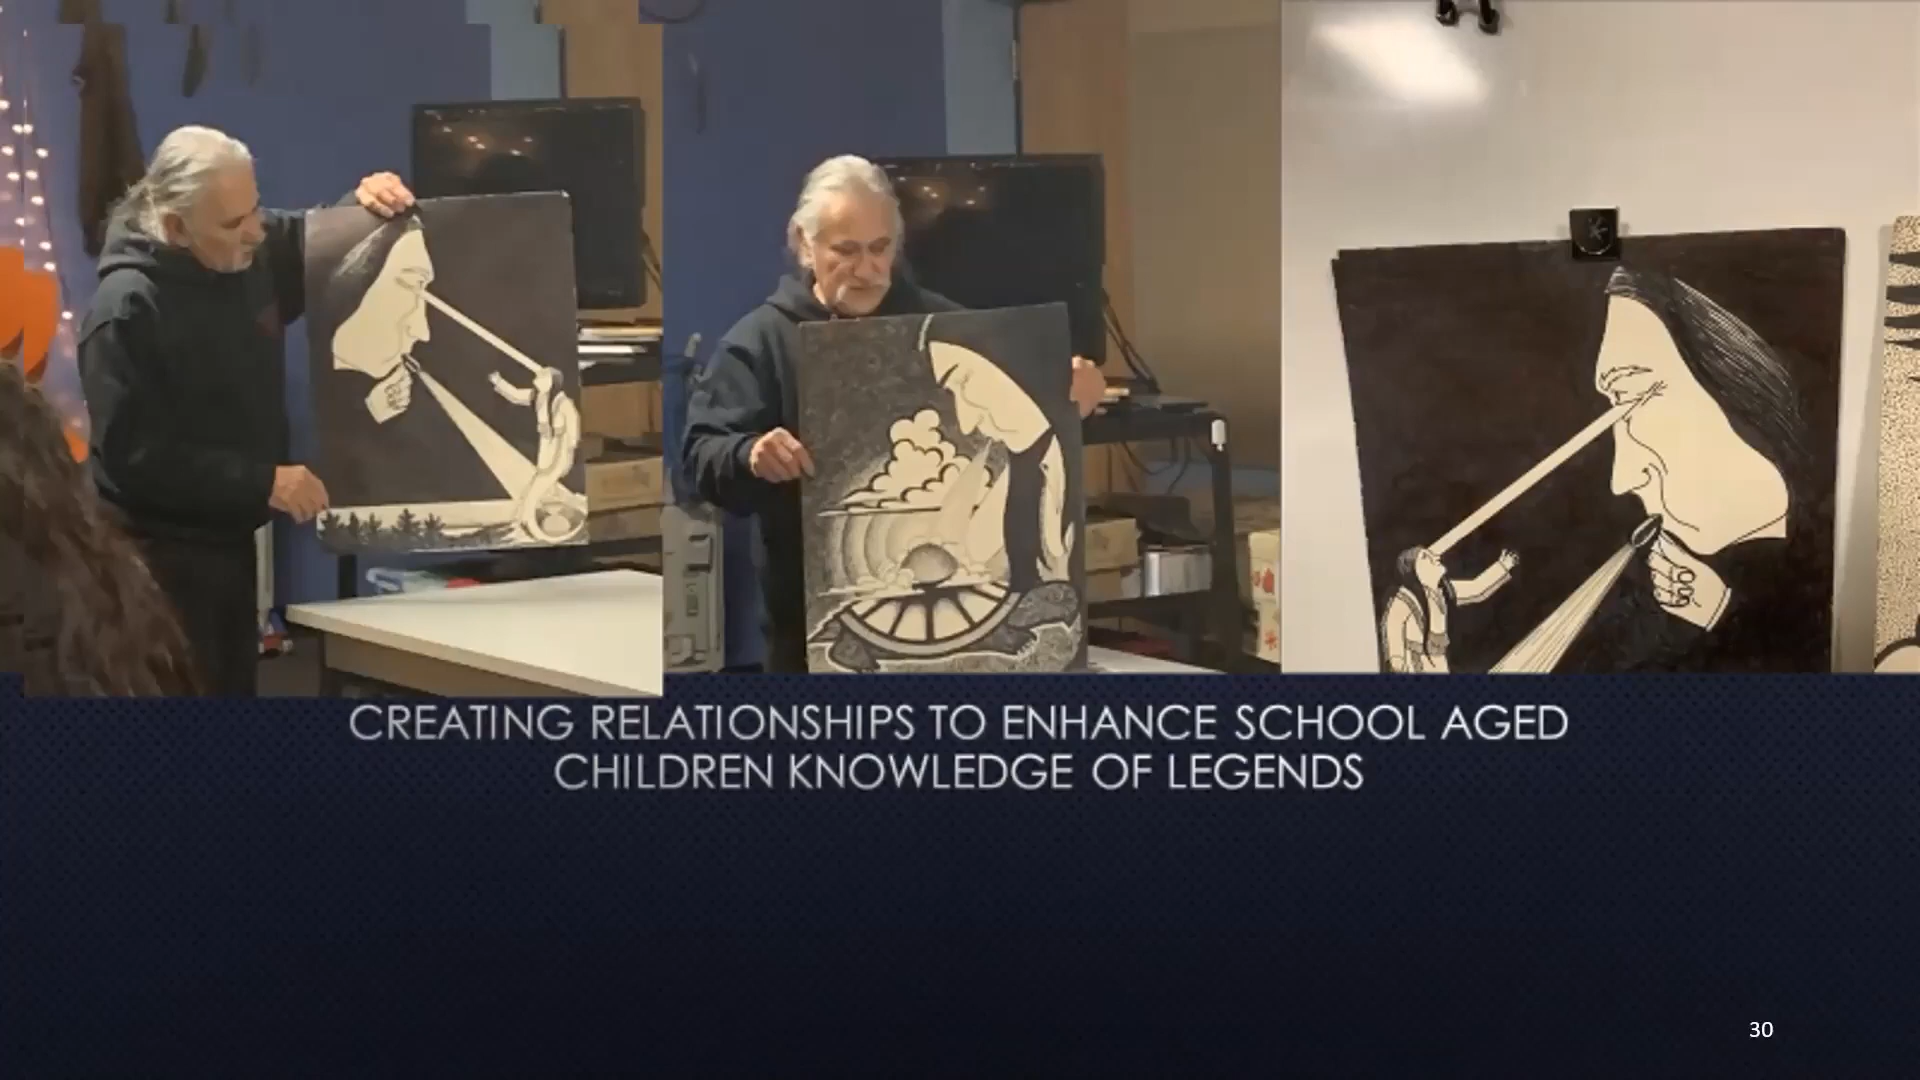 CREATING RELATIONSHIPS TO ENHANCE SCHOOL AGED
CHILDREN KNOWLEDGE OF LEGENDS
30